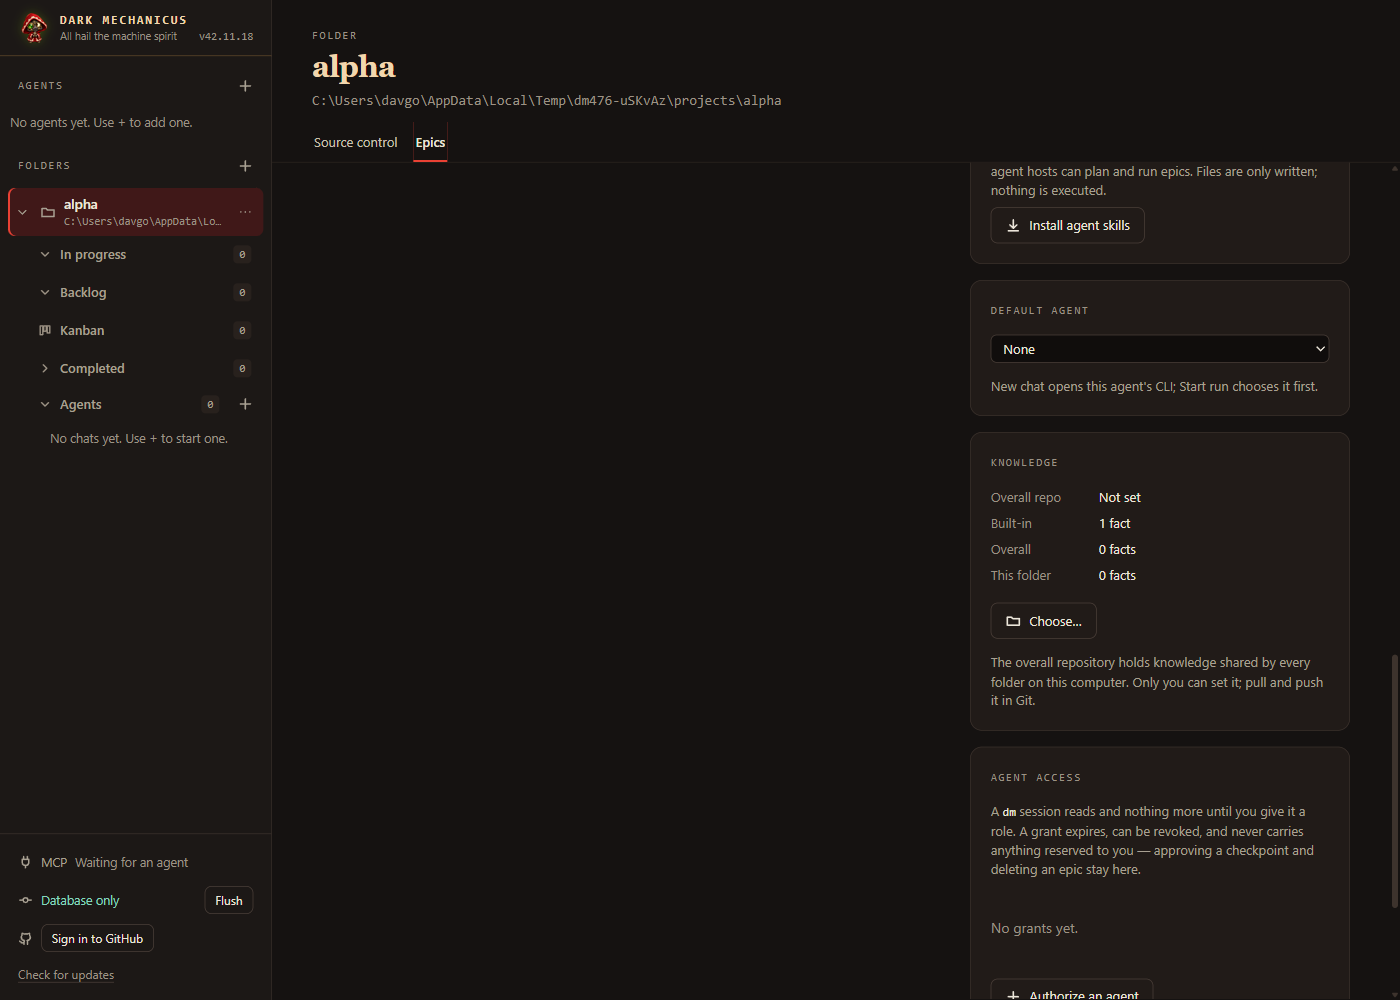 DARK MECHANICUS
All hail the machine spirit v42.11.18
AGENTS
No agents yet. Use + to add one.
FOLDERS
alpha
C:\Users\davgo\AppData\Lo…
In progress 0
Backlog 0
Kanban 0
Completed 0
Agents 0
No chats yet. Use + to start one.
MCP Waiting for an agent
Database only Flush
Sign in to GitHub
Check for updates
FOLDER
alpha
C:\Users\davgo\AppData\Local\Temp\dm476-uSKvAz\projects\alpha
Source control Epics
agent hosts can plan and run epics. Files are only written;
nothing is executed.
Install agent skills
DEFAULT AGENT
None
New chat opens this agent's CLI; Start run chooses it first.
KNOWLEDGE
Overall repo Not set
Built-in 1 fact
Overall 0 facts
This folder 0 facts
Choose...
The overall repository holds knowledge shared by every
folder on this computer. Only you can set it; pull and push
it in Git.
AGENT ACCESS
A dm session reads and nothing more until you give it a
role. A grant expires, can be revoked, and never carries
anything reserved to you — approving a checkpoint and
deleting an epic stay here.
No grants yet.
Authorize an agent